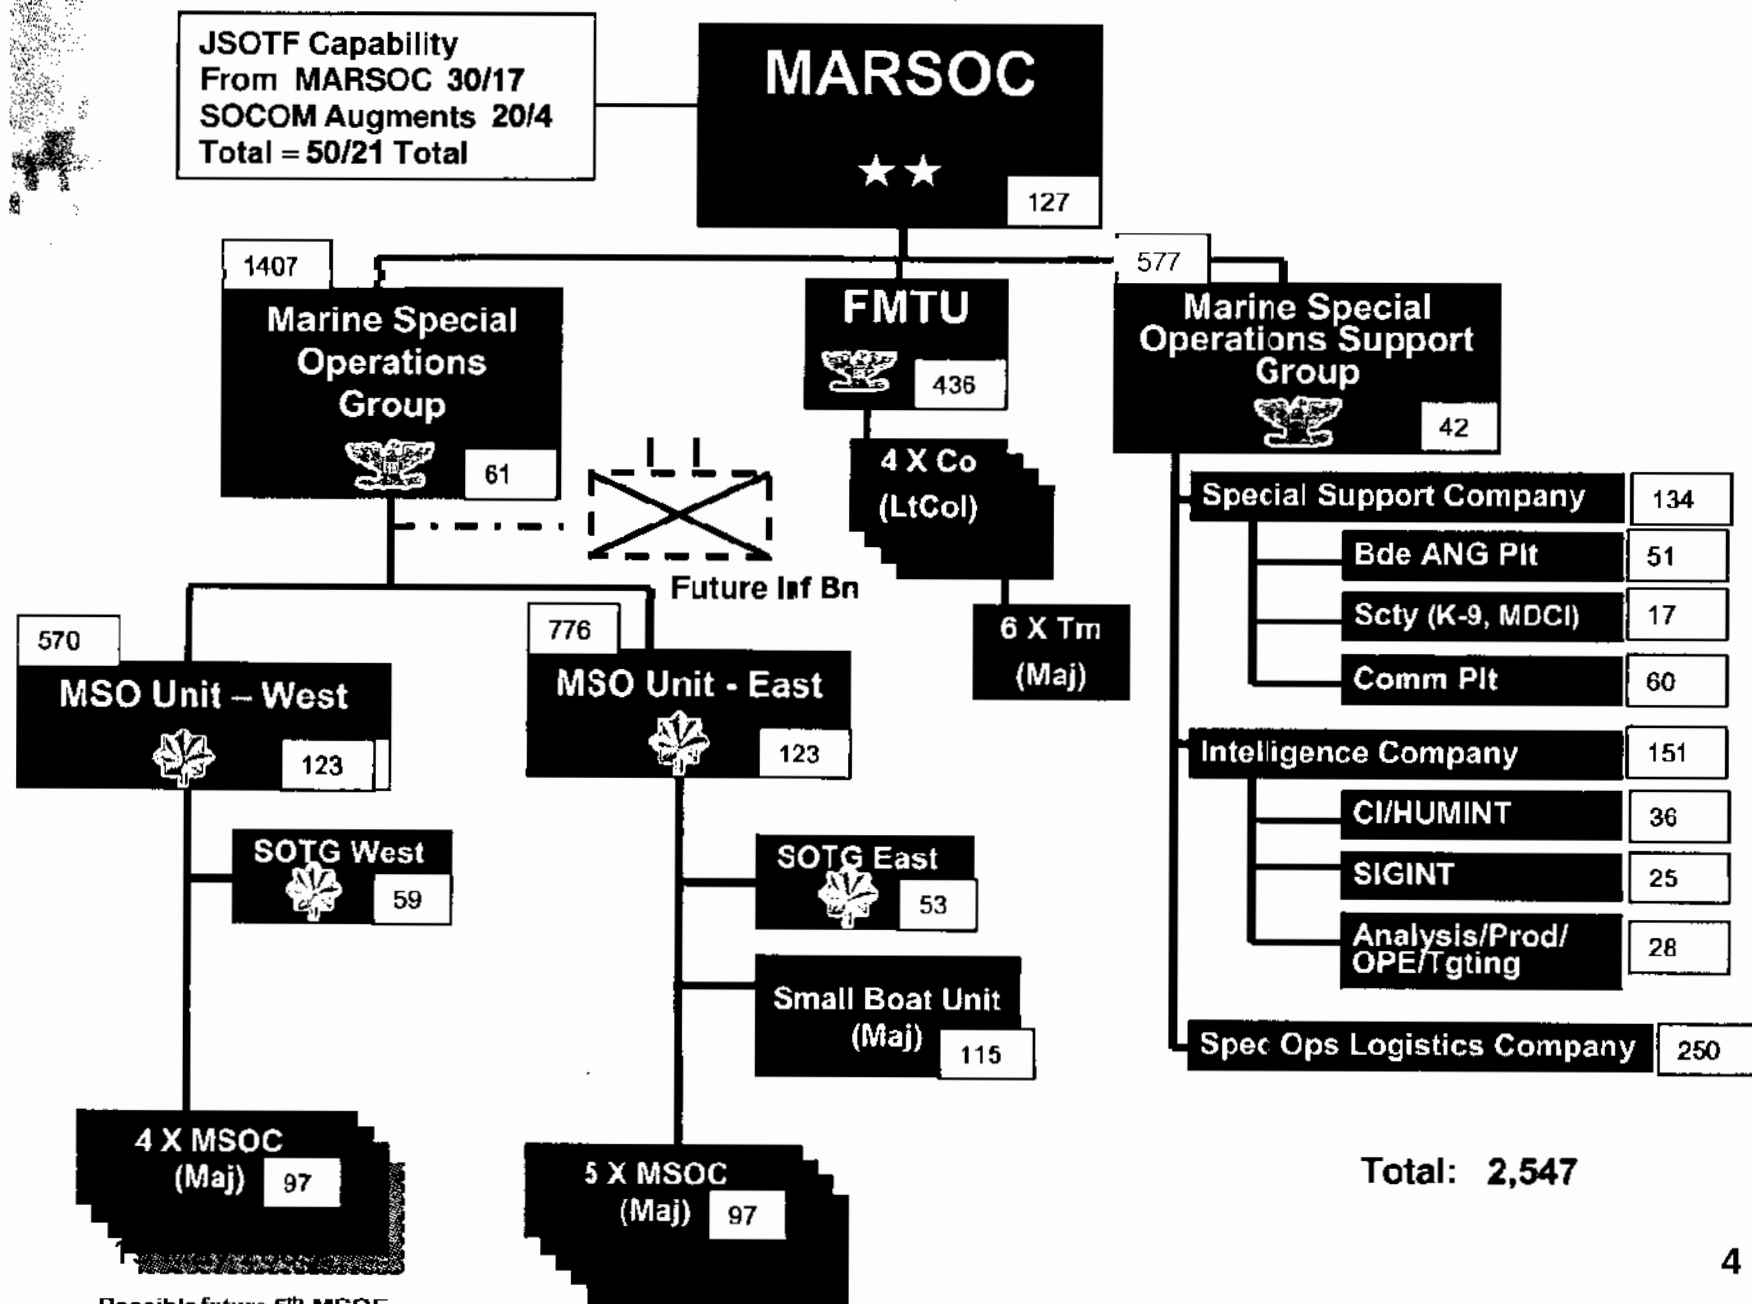 JSOTF Capability
From MARSOC 30/17
SOCOM Augments 20/4
Total = 50/21 Total
MARSOC
127
1407
Marine Special
Operations
Group
61
FMTU
436
4 X Co
(LtCol)
6 X Tm
(Maj)
577
Marine Special
Operations Support
Group
42
Future Inf Bn
570
MSO Unit – West
123
SOTG West
59
4 X MSOC
(Maj) 97
776
MSO Unit - East
123
SOTG East
53
Small Boat Unit
(Maj)
115
5 X MSOC
(Maj) 97
Special Support Company 134
Bde ANG Plt 51
Scty (K-9, MDCI) 17
Comm Plt 60
Intelligence Company 151
CI/HUMINT 36
SIGINT 25
Analysis/Prod/
OPE/Tgting 28
Spec Ops Logistics Company 250
Total: 2,547
4
Possible future 5th